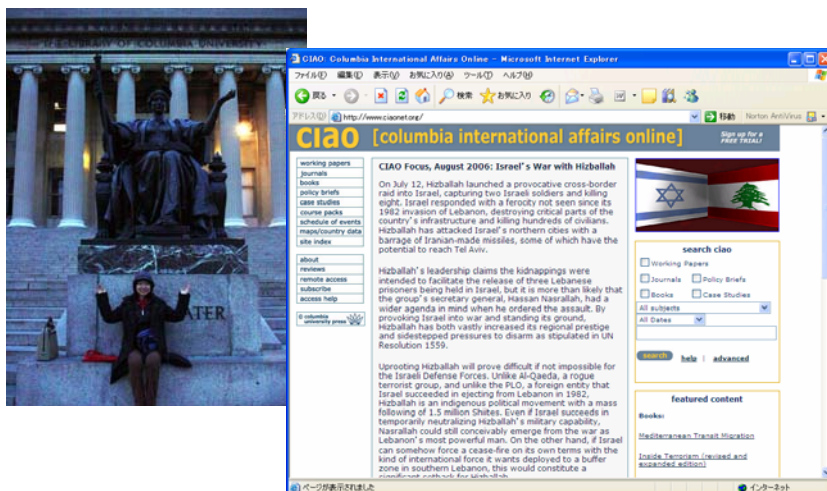 THE LIBRARY OF COLUMBIA UNIVERSITY
ALMA MATER
CIAO: Columbia International Affairs Online - Microsoft Internet Explorer
ファイル(F) 編集(E) 表示(V) お気に入り(A) ツール(T) ヘルプ(H)
戻る 検索 お気に入り
アドレス(D) http://www.ciaonet.org/ 移動 Norton AntiVirus
ciao [columbia international affairs online]
Sign up for a
FREE TRIAL!
working papers
journals
books
policy briefs
case studies
course packs
schedule of events
maps/country data
site index
about
reviews
remote access
subscribe
access help
© columbia
university press
CIAO Focus, August 2006: Israel's War with Hizballah
On July 12, Hizballah launched a provocative cross-border
raid into Israel, capturing two Israeli soldiers and killing
eight. Israel responded with a ferocity not seen since its
1982 invasion of Lebanon, destroying critical parts of the
country's infrastructure and killing hundreds of civilians.
Hizballah has attacked Israel's northern cities with a
barrage of Iranian-made missiles, some of which have the
potential to reach Tel Aviv.
Hizballah's leadership claims the kidnappings were
intended to facilitate the release of three Lebanese
prisoners being held in Israel, but it is more than likely that
the group's secretary general, Hassan Nasrallah, had a
wider agenda in mind when he ordered the assault. By
provoking Israel into war and standing its ground,
Hizballah has both vastly increased its regional prestige
and sidestepped pressures to disarm as stipulated in UN
Resolution 1559.
Uprooting Hizballah will prove difficult if not impossible for
the Israeli Defense Forces. Unlike Al-Qaeda, a rogue
terrorist group, and unlike the PLO, a foreign entity that
Israel succeeded in ejecting from Lebanon in 1982,
Hizballah is an indigenous political movement with a mass
following of 1.5 million Shiites. Even if Israel succeeds in
temporarily neutralizing Hizballah's military capability,
Nasrallah could still conceivably emerge from the war as
Lebanon's most powerful man. On the other hand, if Israel
can somehow force a cease-fire on its own terms with the
kind of international force it wants deployed to a buffer
zone in southern Lebanon, this would constitute a
significant setback for Hizballah.
search ciao
Working Papers
Journals Policy Briefs
Books Case Studies
All subjects
All Dates
search help | advanced
featured content
Books:
Mediterranean Transit Migration
Inside Terrorism (revised and
expanded edition)
ページが表示されました インターネット